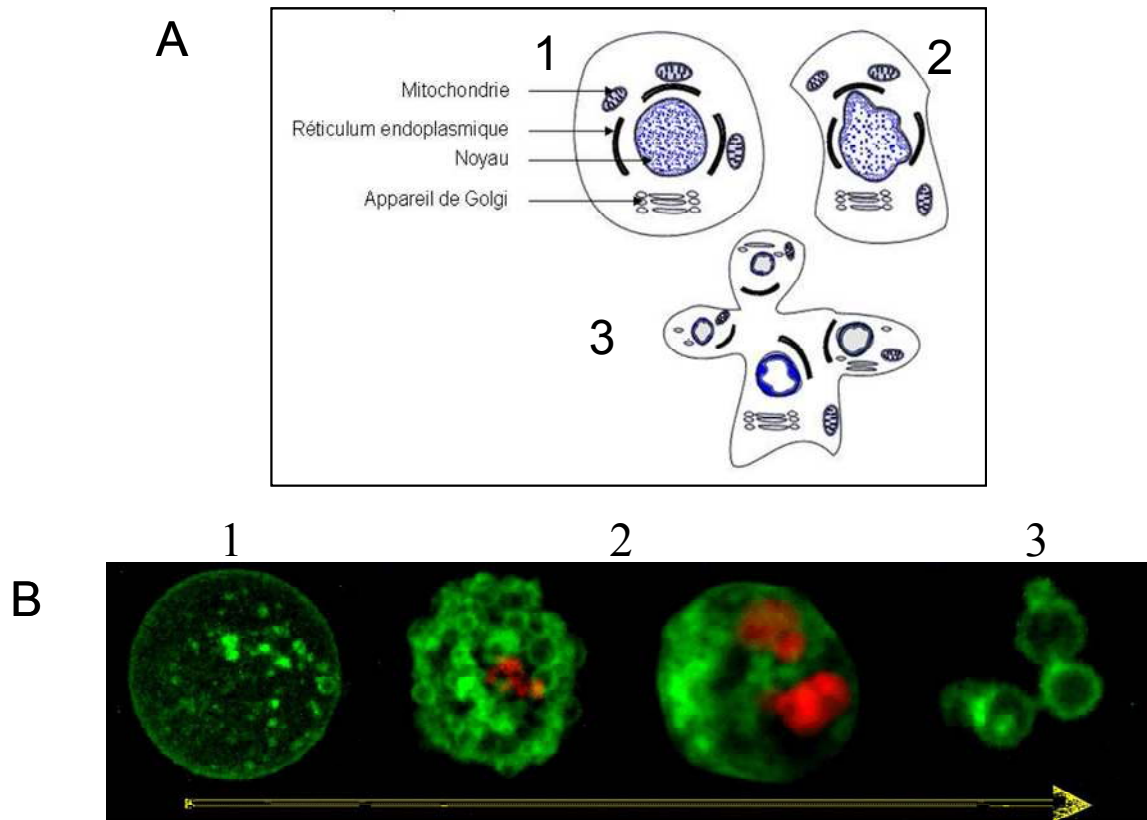 A
1
2
Mitochondrie
Réticulum endoplasmique
Noyau
Appareil de Golgi
3
1 2 3
B